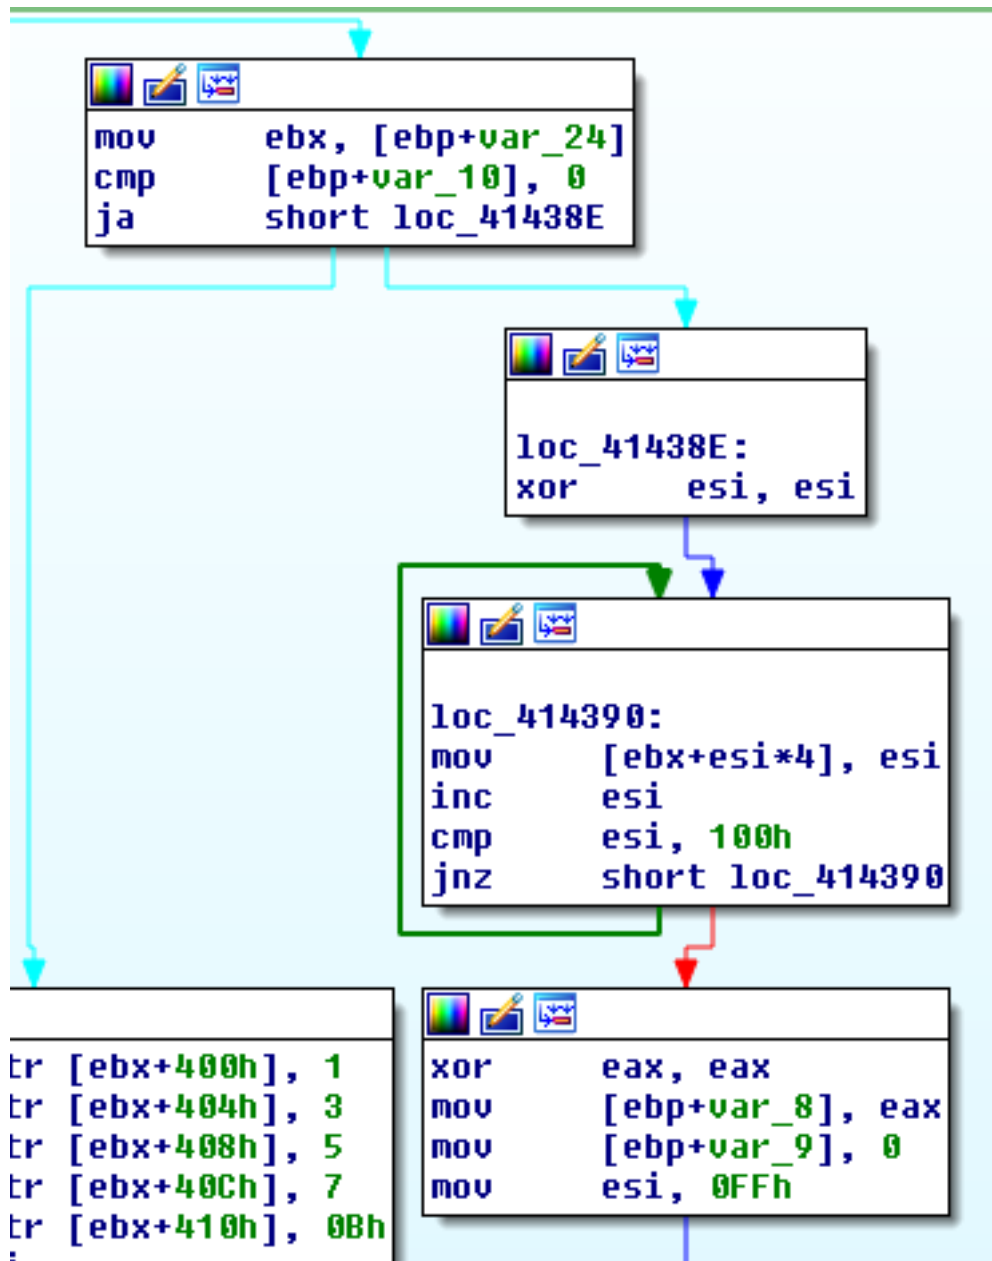 mov ebx, [ebp+var_24]
cmp [ebp+var_10], 0
ja short loc_41438E
loc_41438E:
xor esi, esi
loc_414390:
mov [ebx+esi*4], esi
inc esi
cmp esi, 100h
jnz short loc_414390
tr [ebx+400h], 1
tr [ebx+404h], 3
tr [ebx+408h], 5
tr [ebx+40Ch], 7
tr [ebx+410h], 0Bh
xor eax, eax
mov [ebp+var_8], eax
mov [ebp+var_9], 0
mov esi, 0FFh